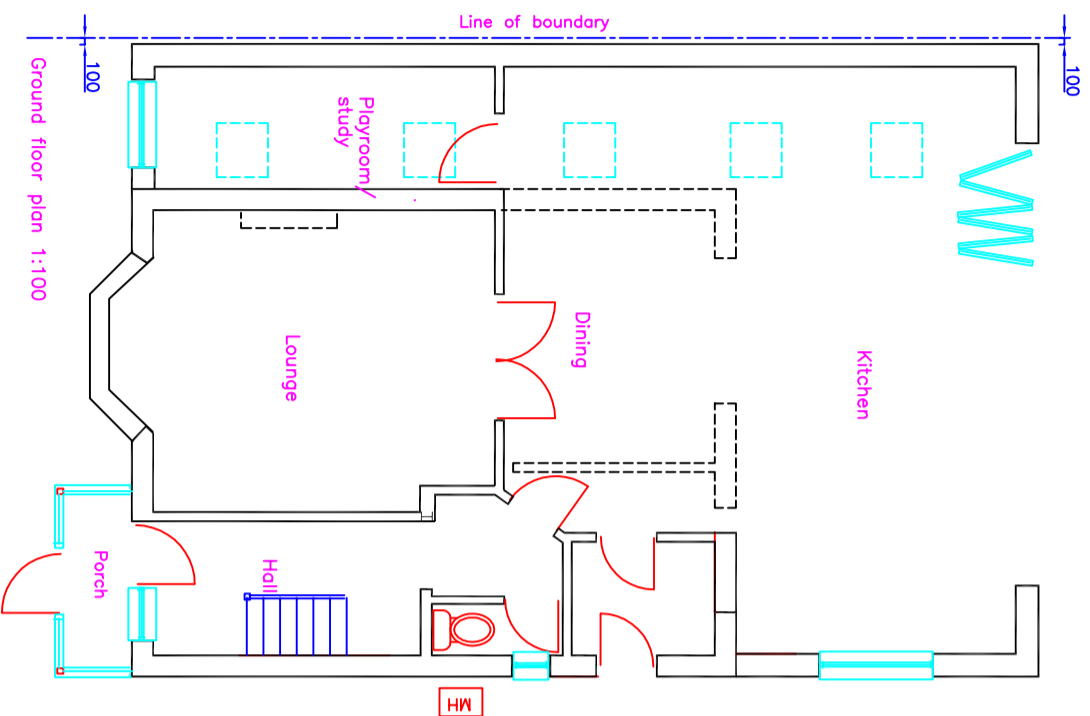 Line of boundary
100
100
Ground floor plan 1:100
Playroom/
study
Dining
Kitchen
Lounge
Hall
Porch
MH